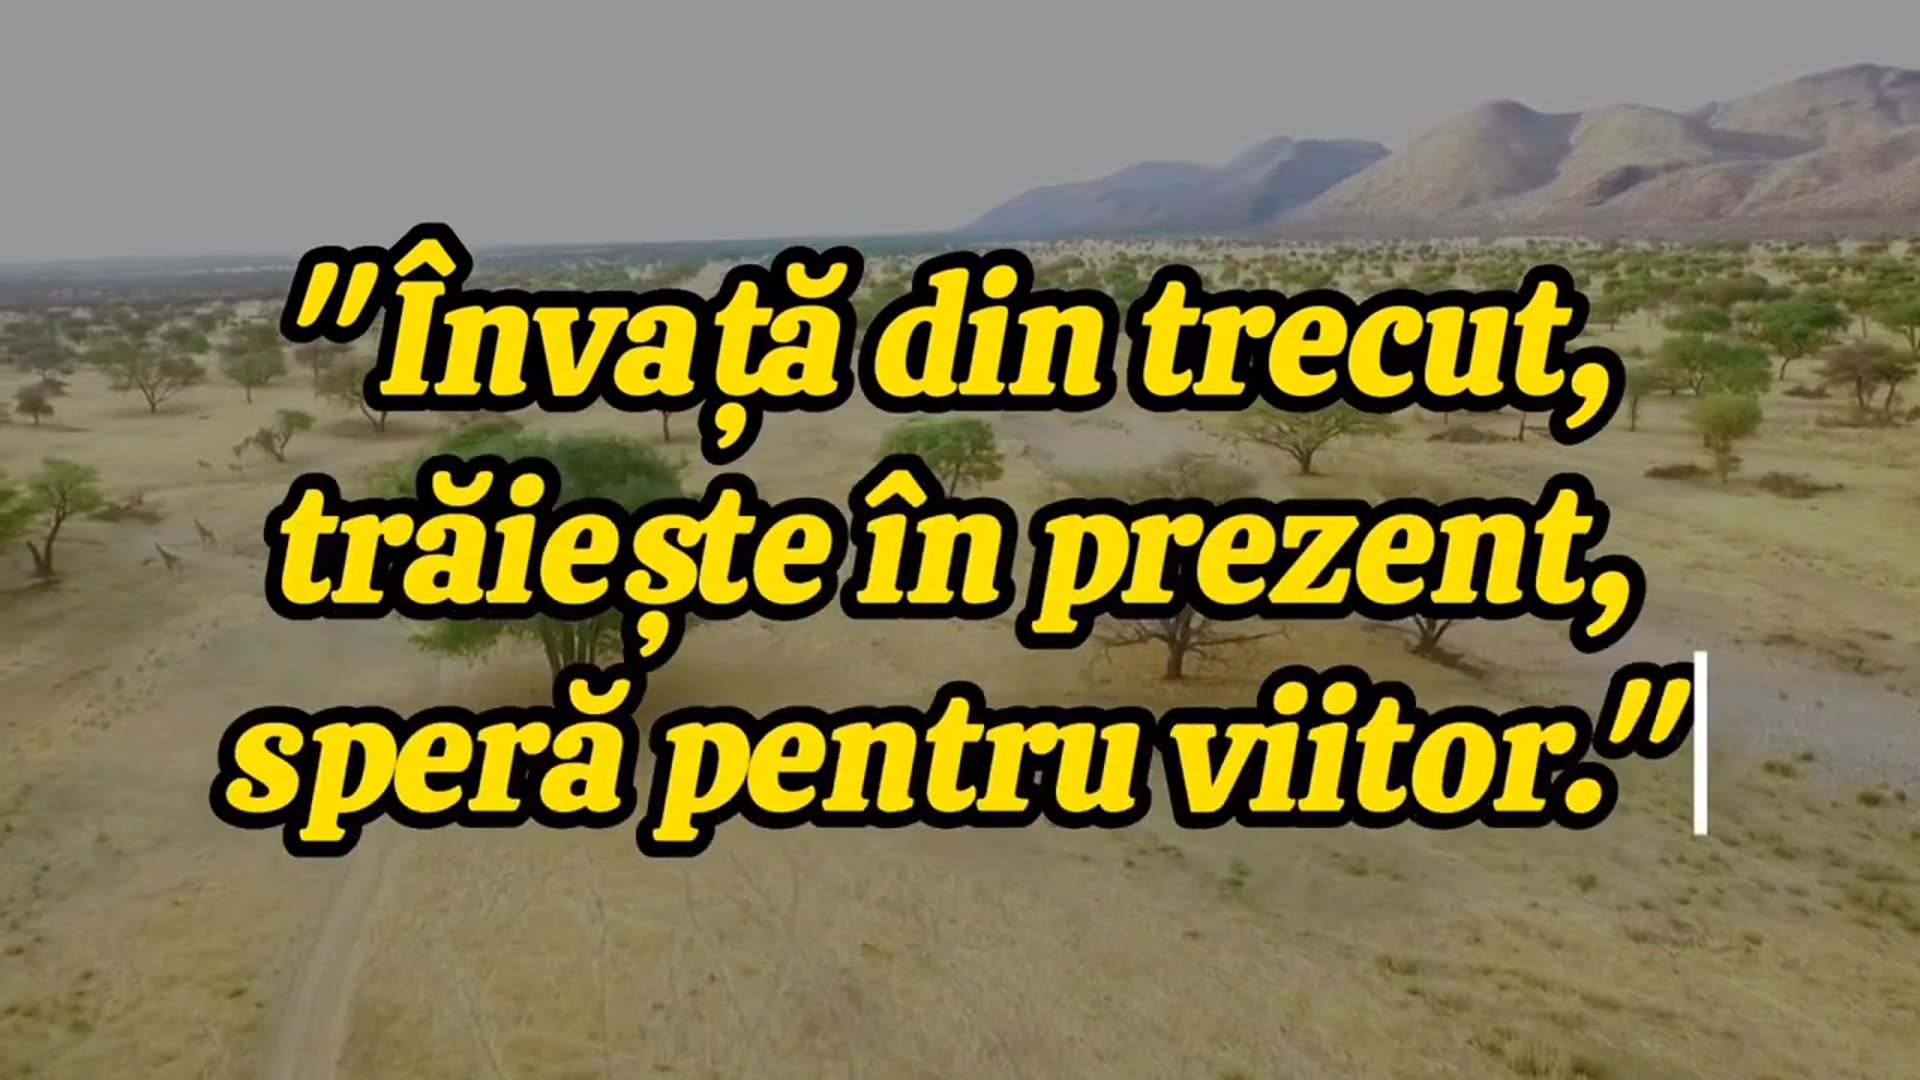 "Învață din trecut,
trăiește în prezent,
speră pentru viitor."